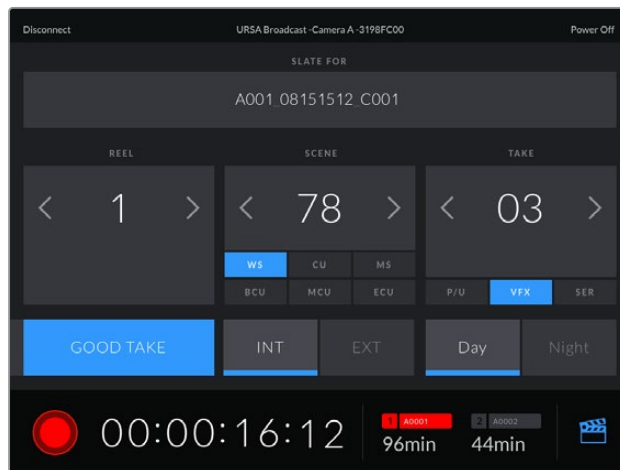 Disconnect
URSA Broadcast -Camera A -3198FC00
Power Off
SLATE FOR
A001_08151512_C001
REEL
SCENE
TAKE
< 1 >
< 78 >
< 03 >
WS CU MS
BCU MCU ECU
P/U VFX SER
GOOD TAKE
INT EXT
Day Night
00:00:16:12
1 A0001
96min
2 A0002
44min